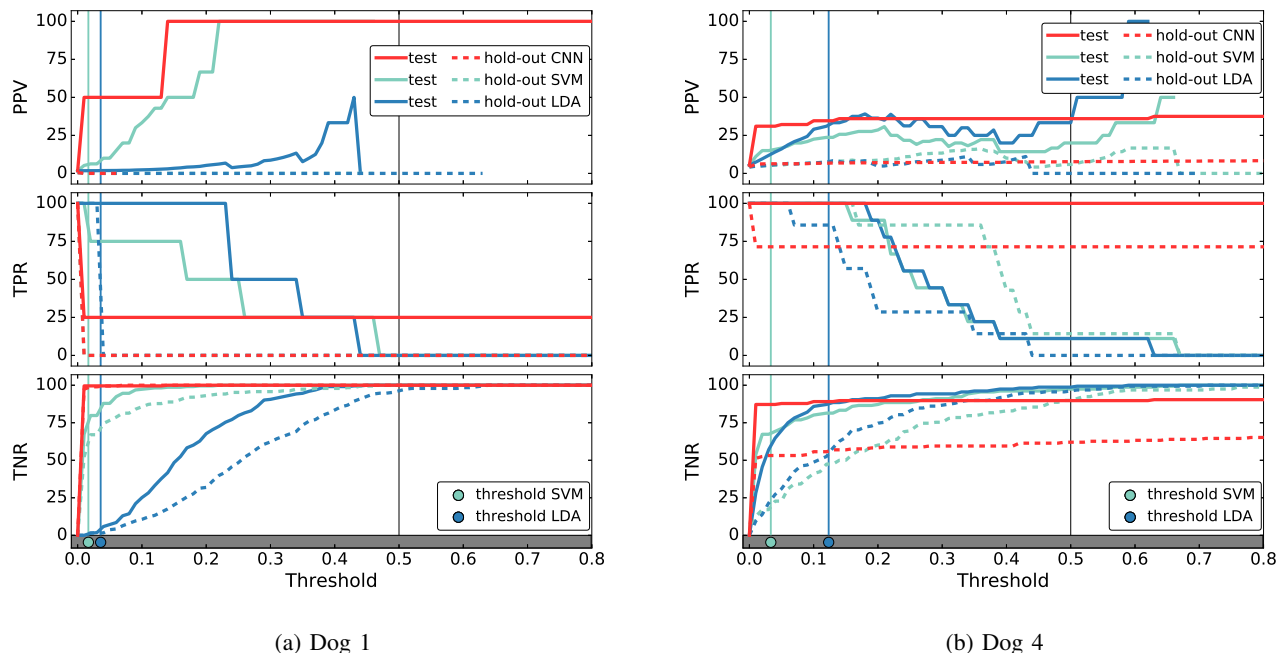 100
75
50
25
0
PPV
test hold-out CNN
test hold-out SVM
test hold-out LDA
100
75
50
25
0
TPR
100
75
50
25
0
TNR
threshold SVM
threshold LDA
0.0 0.1 0.2 0.3 0.4 0.5 0.6 0.7 0.8
Threshold
(a) Dog 1
100
75
50
25
0
PPV
test hold-out CNN
test hold-out SVM
test hold-out LDA
100
75
50
25
0
TPR
100
75
50
25
0
TNR
threshold SVM
threshold LDA
0.0 0.1 0.2 0.3 0.4 0.5 0.6 0.7 0.8
Threshold
(b) Dog 4